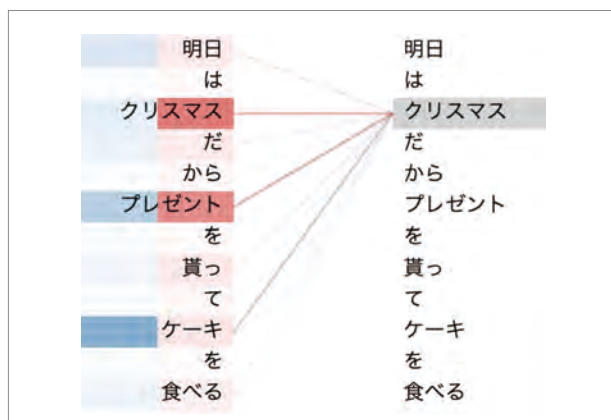 明日 明日
は は
クリスマス クリスマス
だ だ
から から
プレゼント プレゼント
を を
貰っ 貰っ
て て
ケーキ ケーキ
を を
食べる 食べる